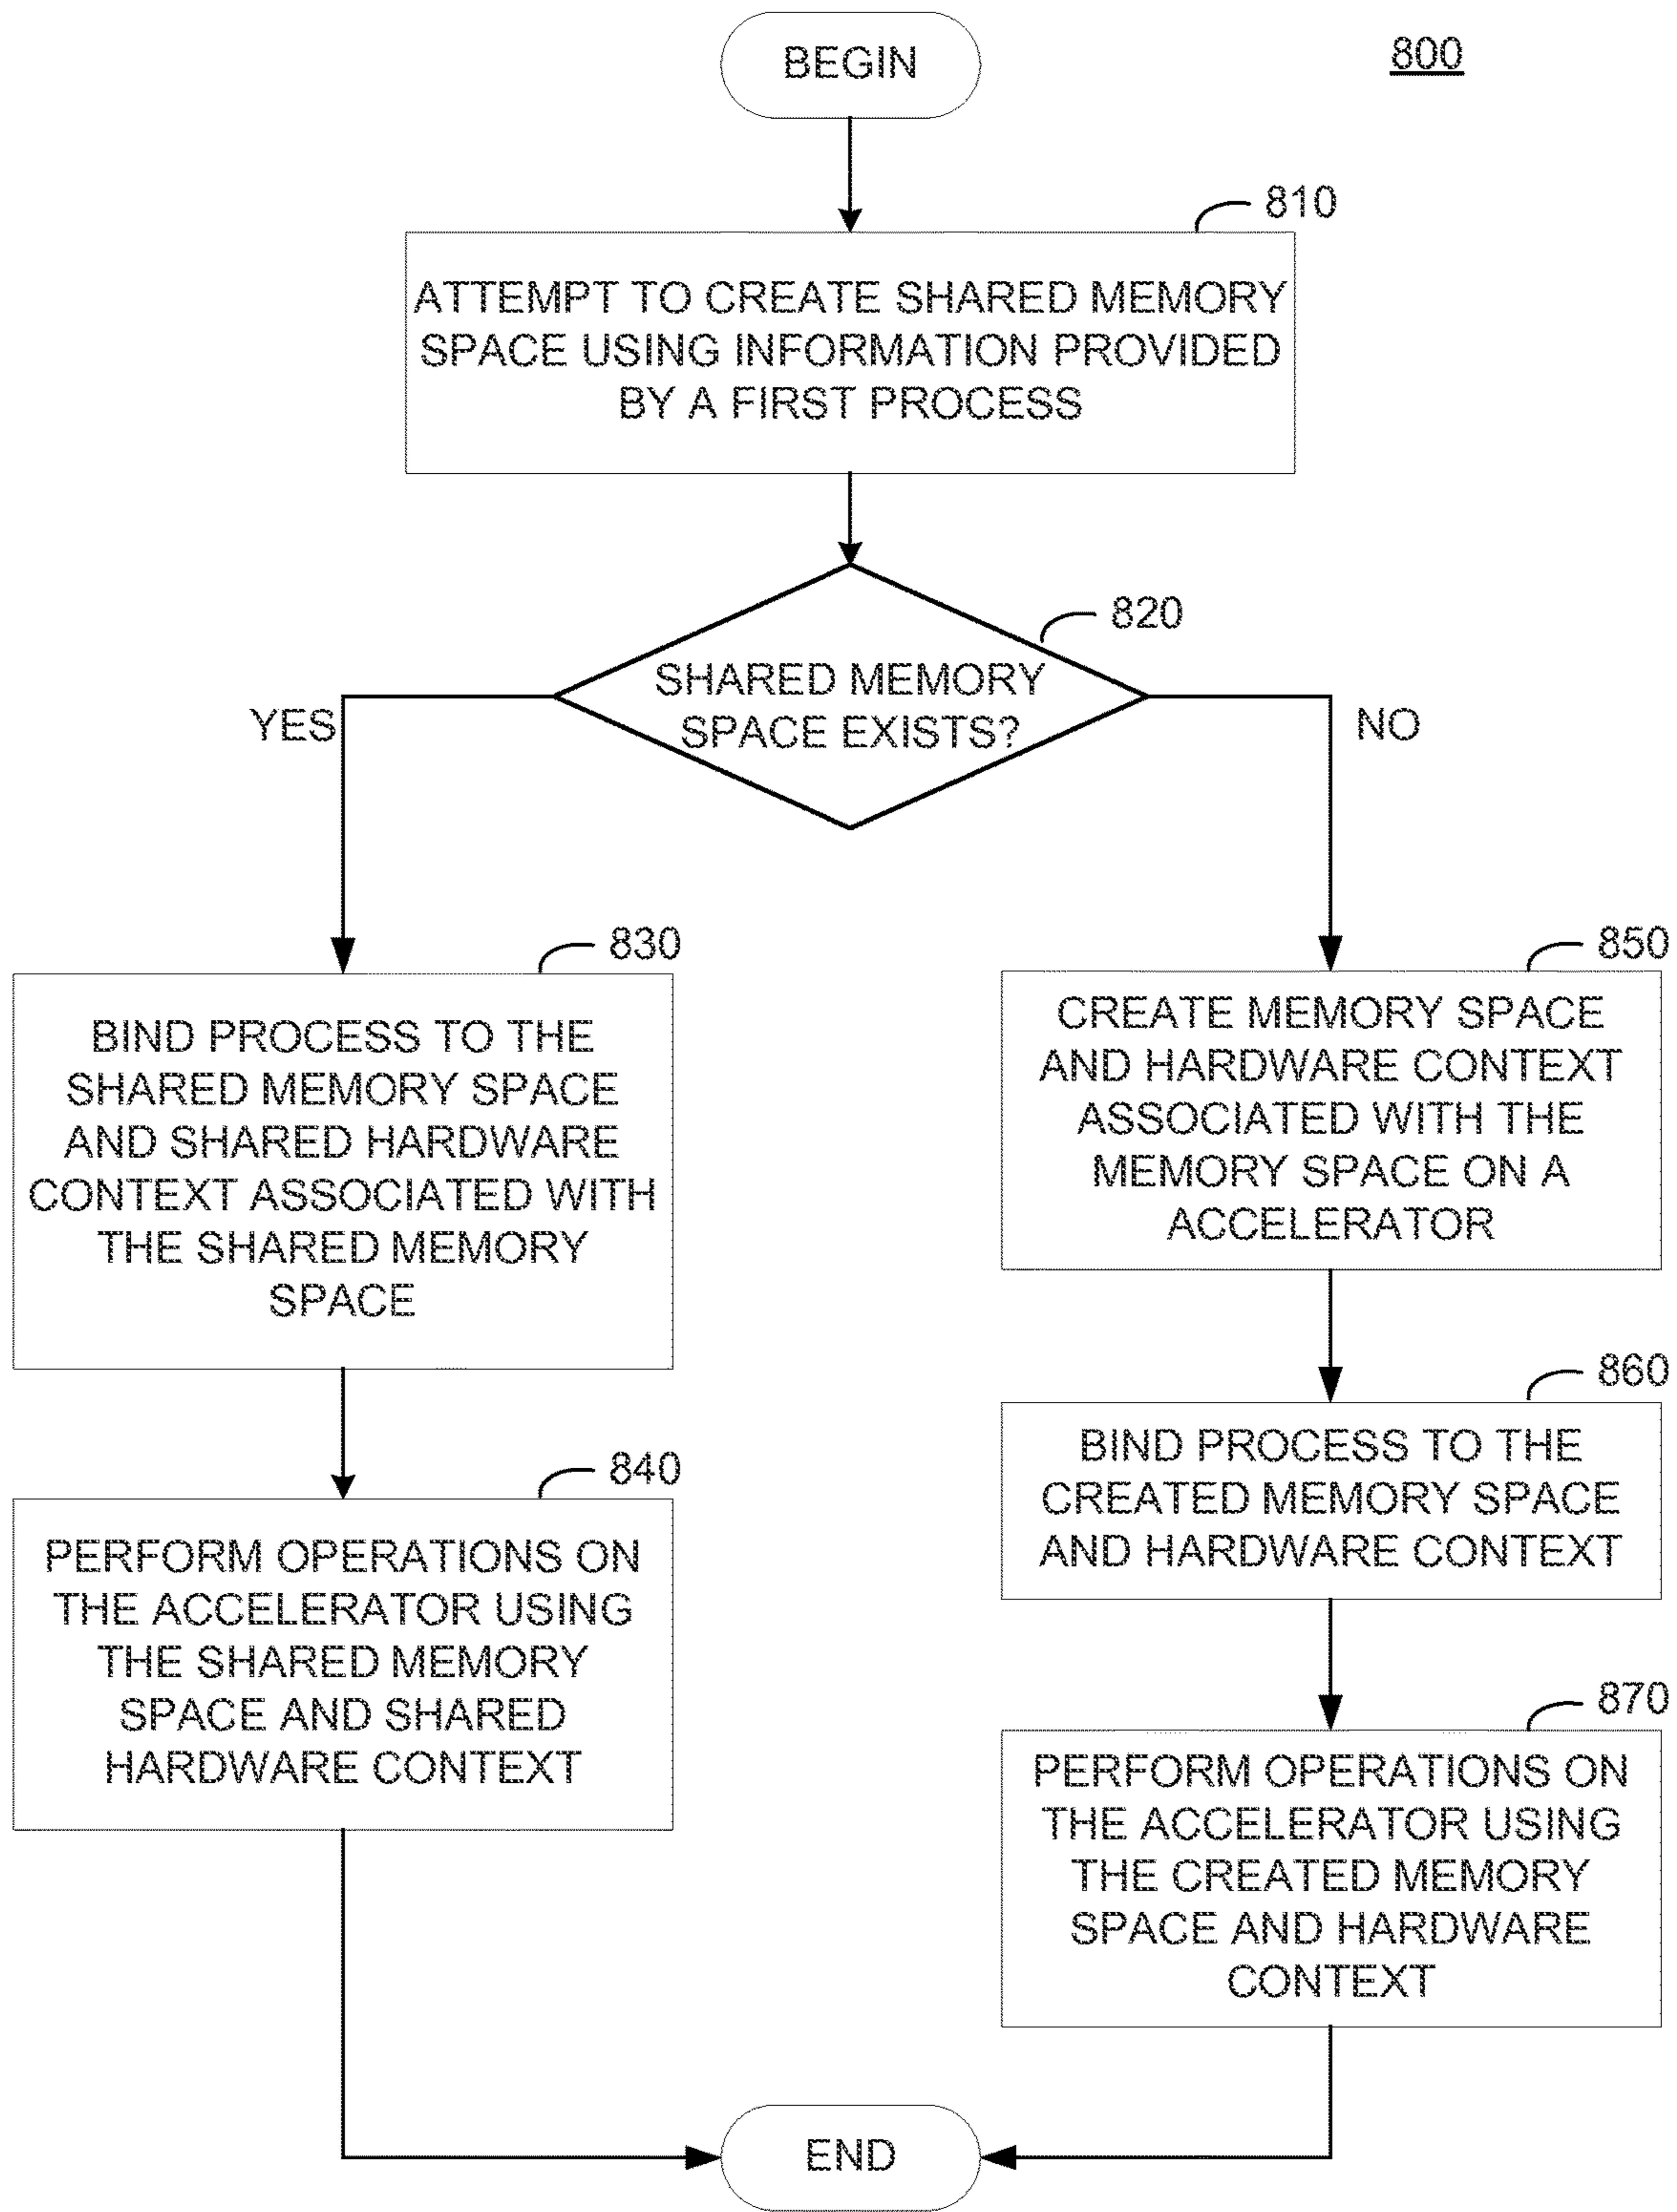 BEGIN
800
810
ATTEMPT TO CREATE SHARED MEMORY
SPACE USING INFORMATION PROVIDED
BY A FIRST PROCESS
820
SHARED MEMORY
SPACE EXISTS?
YES
NO
830
BIND PROCESS TO THE
SHARED MEMORY SPACE
AND SHARED HARDWARE
CONTEXT ASSOCIATED WITH
THE SHARED MEMORY
SPACE
840
PERFORM OPERATIONS ON
THE ACCELERATOR USING
THE SHARED MEMORY
SPACE AND SHARED
HARDWARE CONTEXT
850
CREATE MEMORY SPACE
AND HARDWARE CONTEXT
ASSOCIATED WITH THE
MEMORY SPACE ON A
ACCELERATOR
860
BIND PROCESS TO THE
CREATED MEMORY SPACE
AND HARDWARE CONTEXT
870
PERFORM OPERATIONS ON
THE ACCELERATOR USING
THE CREATED MEMORY
SPACE AND HARDWARE
CONTEXT
END